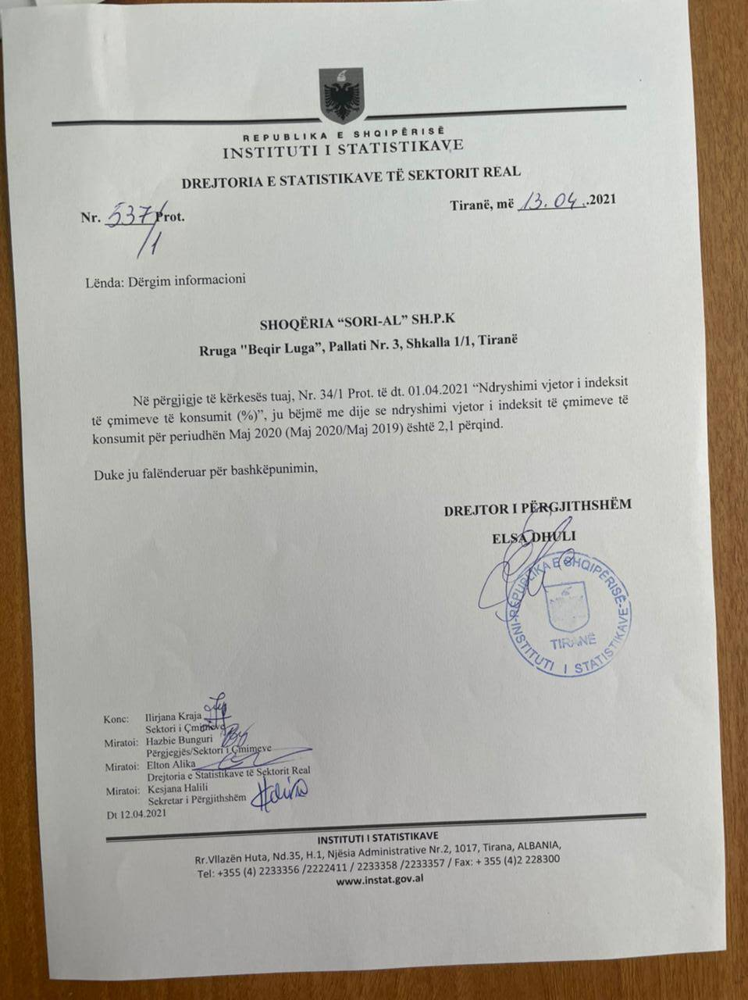 REPUBLIKA E SHQIPËRISË
INSTITUTI I STATISTIKAVE
DREJTORIA E STATISTIKAVE TË SEKTORIT REAL
Nr. 537/1 Prot.
Tiranë, më 13.04..2021
Lënda: Dërgim informacioni
SHOQËRIA “SORI-AL” SH.P.K
Rruga "Beqir Luga”, Pallati Nr. 3, Shkalla 1/1, Tiranë
Në përgjigje të kërkesës tuaj, Nr. 34/1 Prot. të dt. 01.04.2021 “Ndryshimi vjetor i indeksit
të çmimeve të konsumit (%)”, ju bëjmë me dije se ndryshimi vjetor i indeksit të çmimeve të
konsumit për periudhën Maj 2020 (Maj 2020/Maj 2019) është 2,1 përqind.
Duke ju falënderuar për bashkëpunimin,
DREJTOR I PËRGJITHSHËM
ELSA DHULI
REPUBLIKA E SHQIPËRISË
INSTITUTI I STATISTIKAVE
TIRANË
Konc: Ilirjana Kraja
Sektori i Çmimeve
Miratoi: Hazbie Bunguri
Përgjegjës/Sektori i Çmimeve
Miratoi: Elton Alika
Drejtoria e Statistikave të Sektorit Real
Miratoi: Kesjana Halili
Sekretar i Përgjithshëm
Dt 12.04.2021
INSTITUTI I STATISTIKAVE
Rr.Vllazën Huta, Nd.35, H.1, Njësia Administrative Nr.2, 1017, Tirana, ALBANIA,
Tel: +355 (4) 2233356 /2222411 / 2233358 /2233357 / Fax: + 355 (4)2 228300
www.instat.gov.al